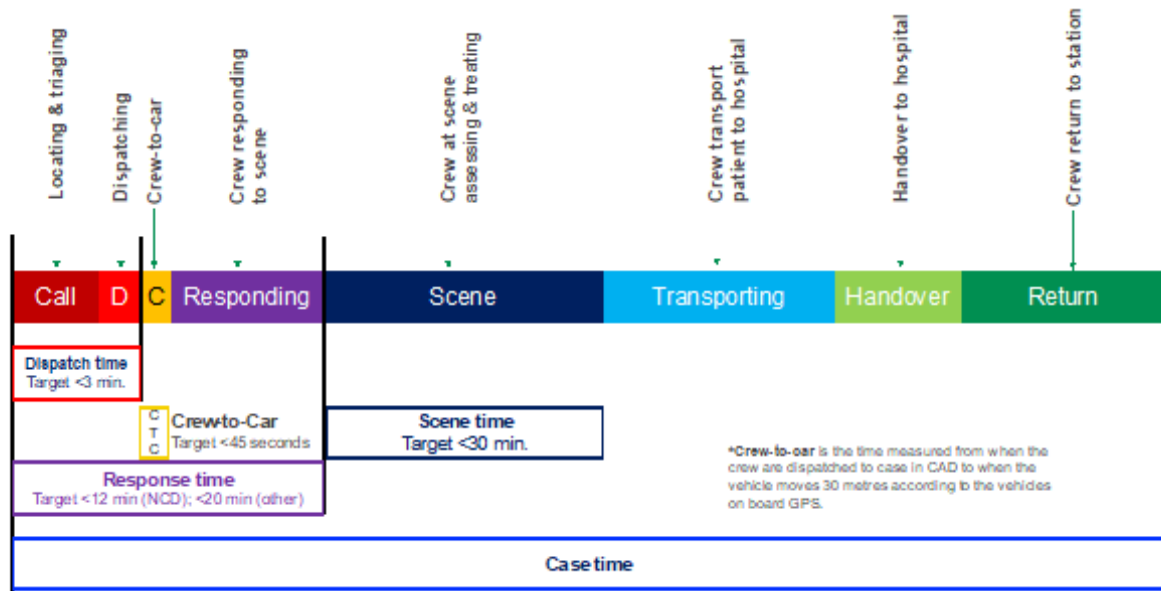 Locating & triaging
Dispatching
Crew-to-car
Crew responding
to scene
Crew at scene
assessing & treating
Crew transport
patient to hospital
Handover to hospital
Crew return to station
Call
D
C
Responding
Scene
Transporting
Handover
Return
Dispatch time
Target <3 min.
C
T
C
Crew-to-Car
Target <45 seconds
Scene time
Target <30 min.
Response time
Target <12 min (NCD); <20 min (other)
*Crew-to-car is the time measured from when the
crew are dispatched to case in CAD to when the
vehicle moves 30 metres according to the vehicles
on board GPS.
Case time